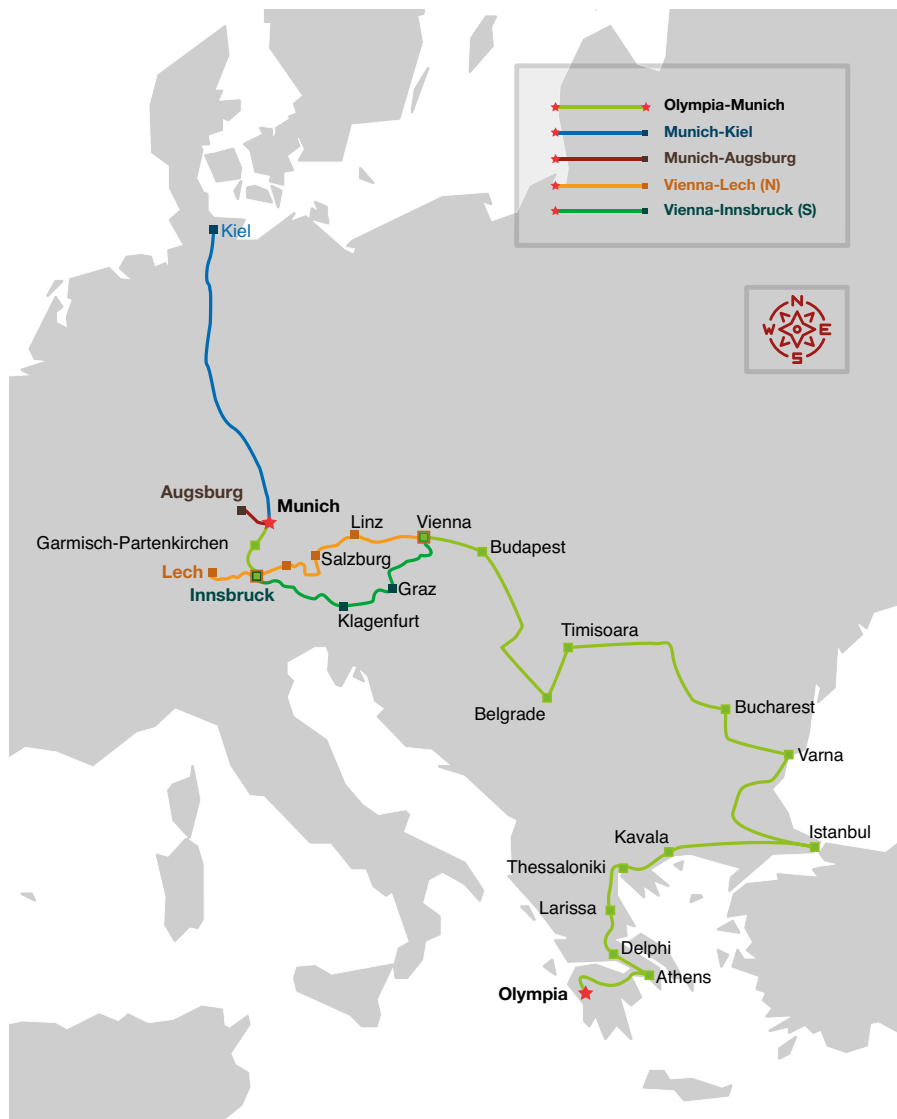 Olympia-Munich
Munich-Kiel
Munich-Augsburg
Vienna-Lech (N)
Vienna-Innsbruck (S)
Kiel
N
W E
S
Augsburg
Munich
Linz
Vienna
Garmisch-Partenkirchen
Budapest
Salzburg
Lech
Innsbruck
Graz
Klagenfurt
Timisoara
Belgrade
Bucharest
Varna
Istanbul
Kavala
Thessaloniki
Larissa
Delphi
Athens
Olympia